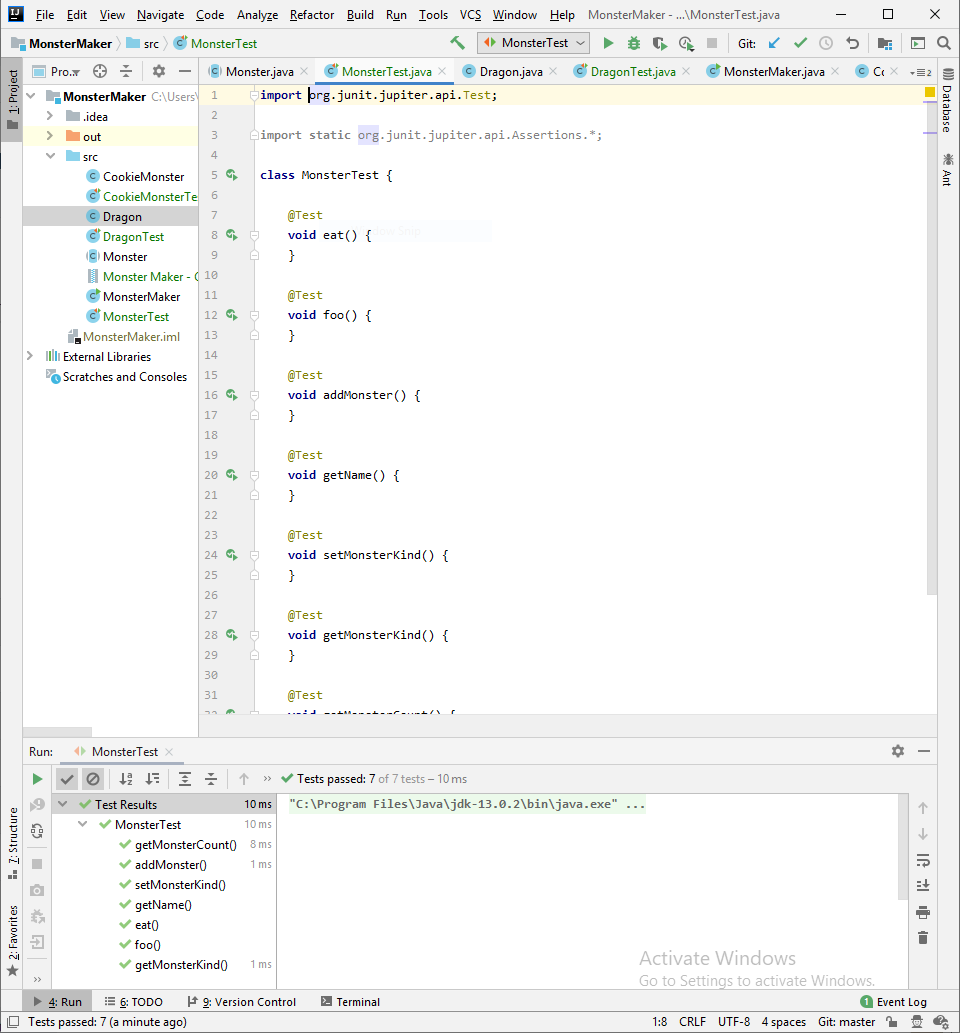 File Edit View Navigate Code Analyze Refactor Build Run Tools VCS Window Help MonsterMaker - ...\MonsterTest.java
MonsterMaker src MonsterTest MonsterTest Git:
1: Project
Pro... Monster.java MonsterTest.java Dragon.java DragonTest.java MonsterMaker.java Cc 2
MonsterMaker C:\Users\
.idea
out
src
CookieMonster
CookieMonsterTe
Dragon
DragonTest
Monster
Monster Maker - C
MonsterMaker
MonsterTest
MonsterMaker.iml
External Libraries
Scratches and Consoles
1 import org.junit.jupiter.api.Test;
2
3 import static org.junit.jupiter.api.Assertions.*;
4
5 class MonsterTest {
6
7 @Test
8 void eat() {
9 }
10
11 @Test
12 void foo() {
13 }
14
15 @Test
16 void addMonster() {
17 }
18
19 @Test
20 void getName() {
21 }
22
23 @Test
24 void setMonsterKind() {
25 }
26
27 @Test
28 void getMonsterKind() {
29 }
30
31 @Test
32 void getMonsterCount() {
Database
Ant
Run: MonsterTest
Tests passed: 7 of 7 tests – 10 ms
Test Results 10 ms
MonsterTest 10 ms
getMonsterCount() 8 ms
addMonster() 1 ms
setMonsterKind()
getName()
eat()
foo()
getMonsterKind() 1 ms
"C:\Program Files\Java\jdk-13.0.2\bin\java.exe" ...
7: Structure
2: Favorites
Activate Windows
Go to Settings to activate Windows.
4: Run 6: TODO 9: Version Control Terminal 1 Event Log
Tests passed: 7 (a minute ago) 1:8 CRLF UTF-8 4 spaces Git: master